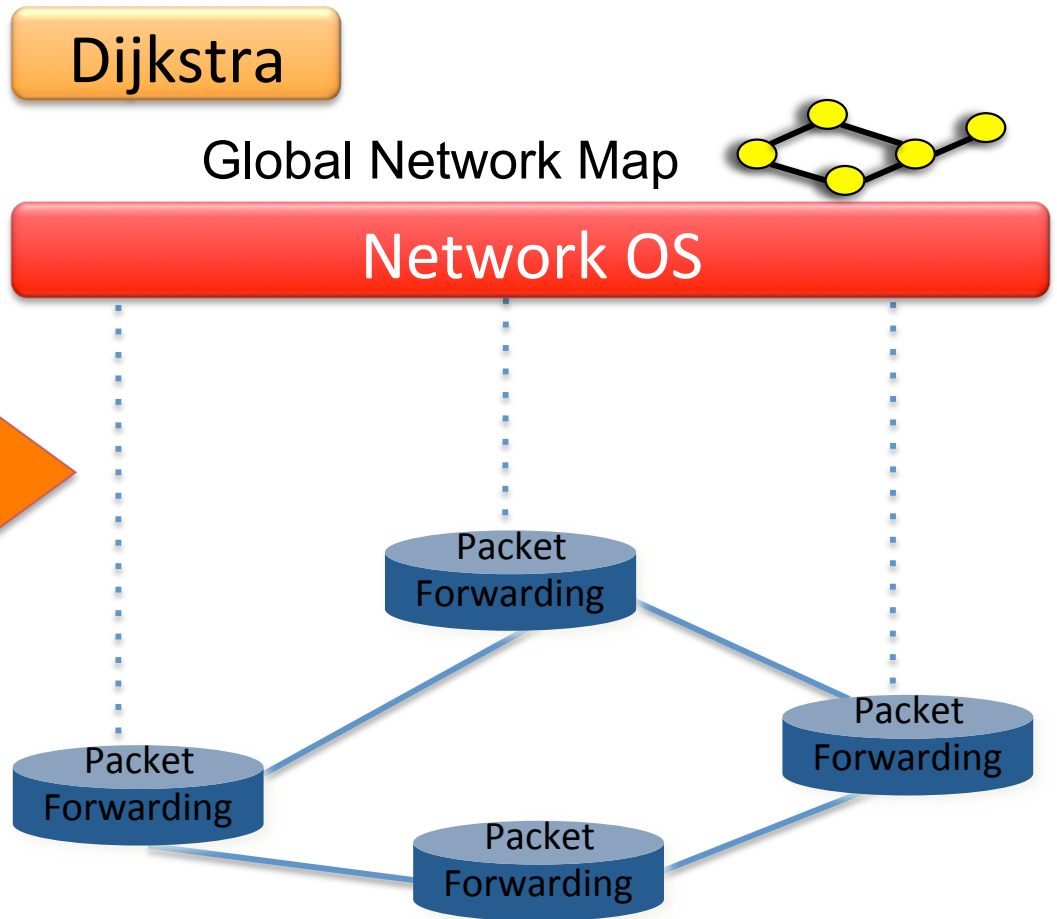 Dijkstra
Global Network Map
Network OS
Packet
Forwarding
Packet
Forwarding
Packet
Forwarding
Packet
Forwarding